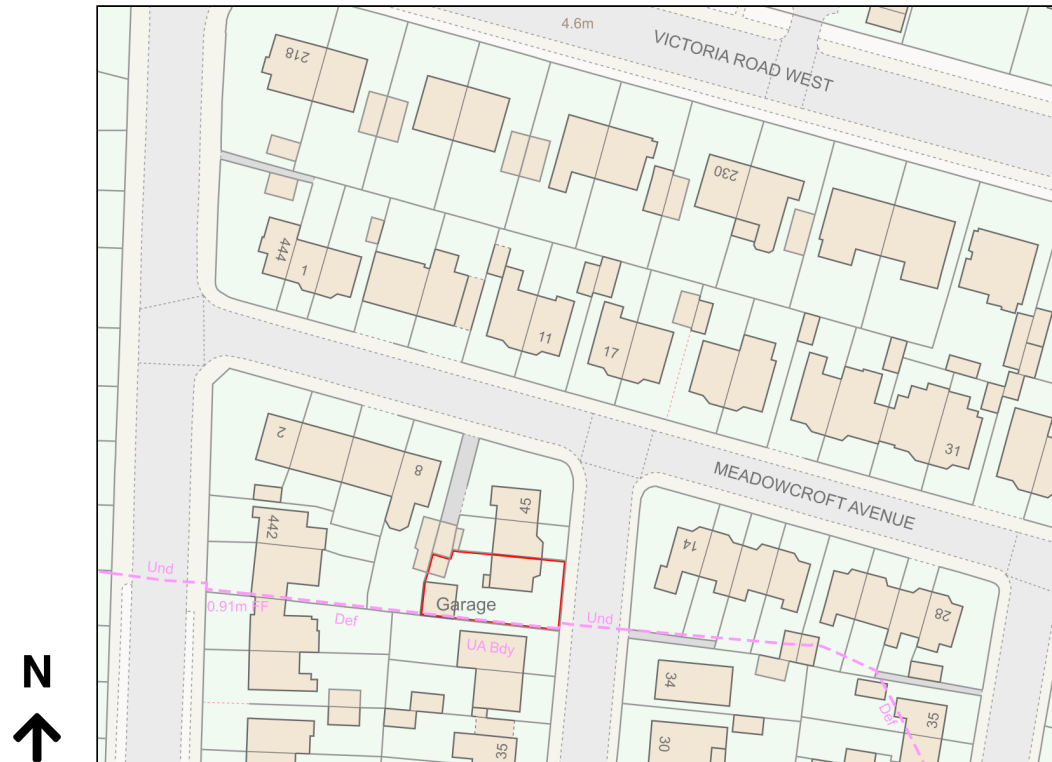 4.6m
VICTORIA ROAD WEST
218
230
444
1
11
17
31
2
8
45
MEADOWCROFT AVENUE
442
14
Und
0.91m FF
Garage
Def
Und
28
UA Bdy
N
34
Def
35
30
35